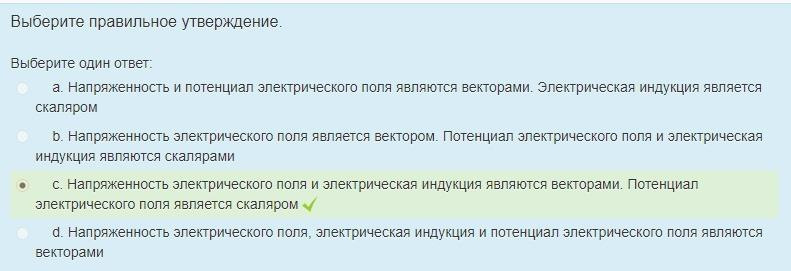 Выберите правильное утверждение.
Выберите один ответ:
a. Напряженность и потенциал электрического поля являются векторами. Электрическая индукция является
скаляром
b. Напряженность электрического поля является вектором. Потенциал электрического поля и электрическая
индукция являются скалярами
c. Напряженность электрического поля и электрическая индукция являются векторами. Потенциал
электрического поля является скаляром
d. Напряженность электрического поля, электрическая индукция и потенциал электрического поля являются
векторами